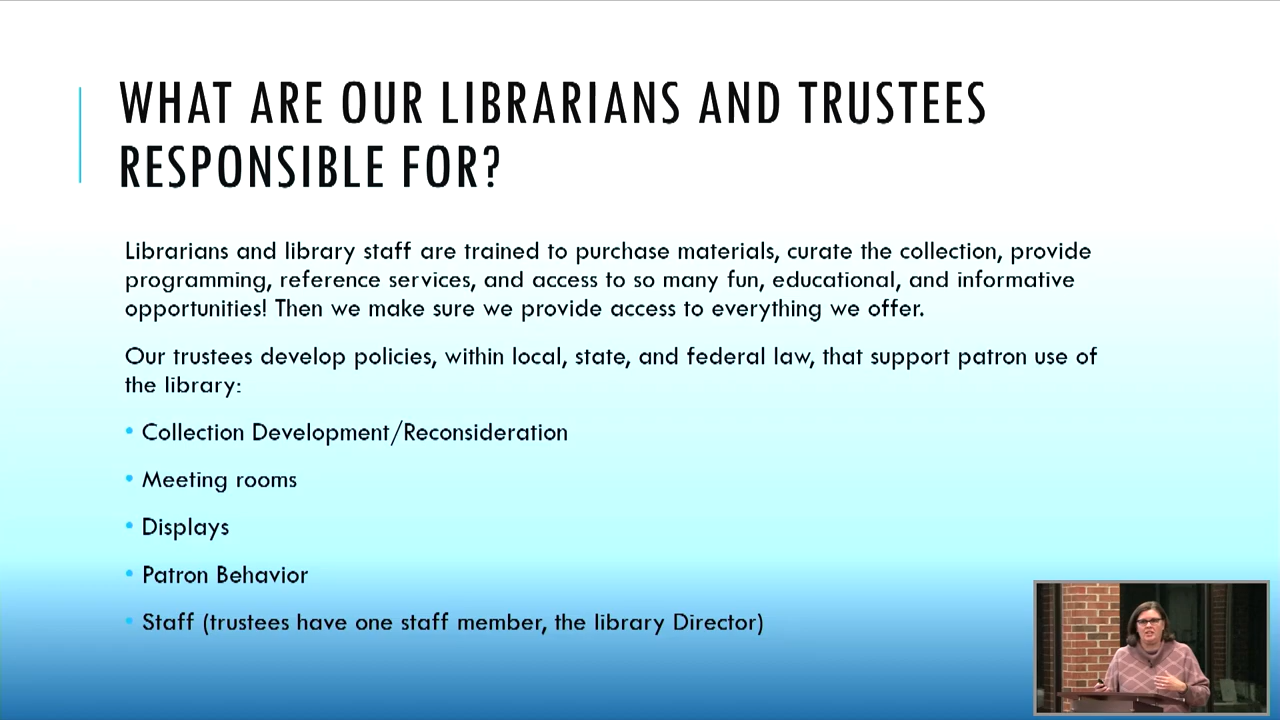 WHAT ARE OUR LIBRARIANS AND TRUSTEES
RESPONSIBLE FOR?
Librarians and library staff are trained to purchase materials, curate the collection, provide
programming, reference services, and access to so many fun, educational, and informative
opportunities! Then we make sure we provide access to everything we offer.
Our trustees develop policies, within local, state, and federal law, that support patron use of
the library:
• Collection Development/Reconsideration
• Meeting rooms
• Displays
• Patron Behavior
• Staff (trustees have one staff member, the library Director)